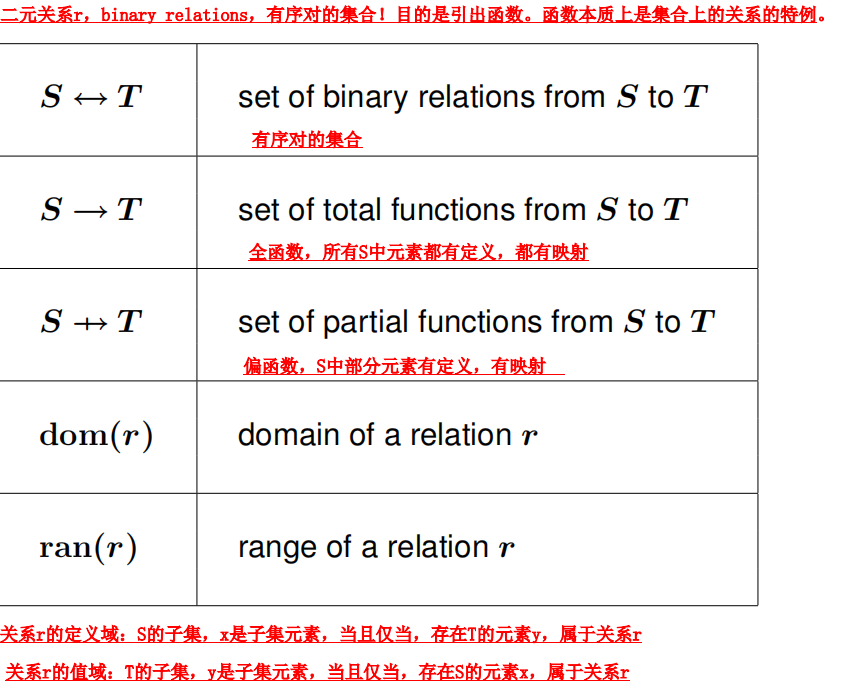 二元关系r, binary relations, 有序对的集合! 目的是引出函数。函数本质上是集合上的关系的特例。
S ↔ T set of binary relations from S to T
有序对的集合
S → T set of total functions from S to T
全函数, 所有S中元素都有定义, 都有映射
S ⇸ T set of partial functions from S to T
偏函数, S中部分元素有定义, 有映射
dom(r) domain of a relation r
ran(r) range of a relation r
关系r的定义域: S的子集, x是子集元素, 当且仅当, 存在T的元素y, 属于关系r
关系r的值域: T的子集, y是子集元素, 当且仅当, 存在S的元素x, 属于关系r